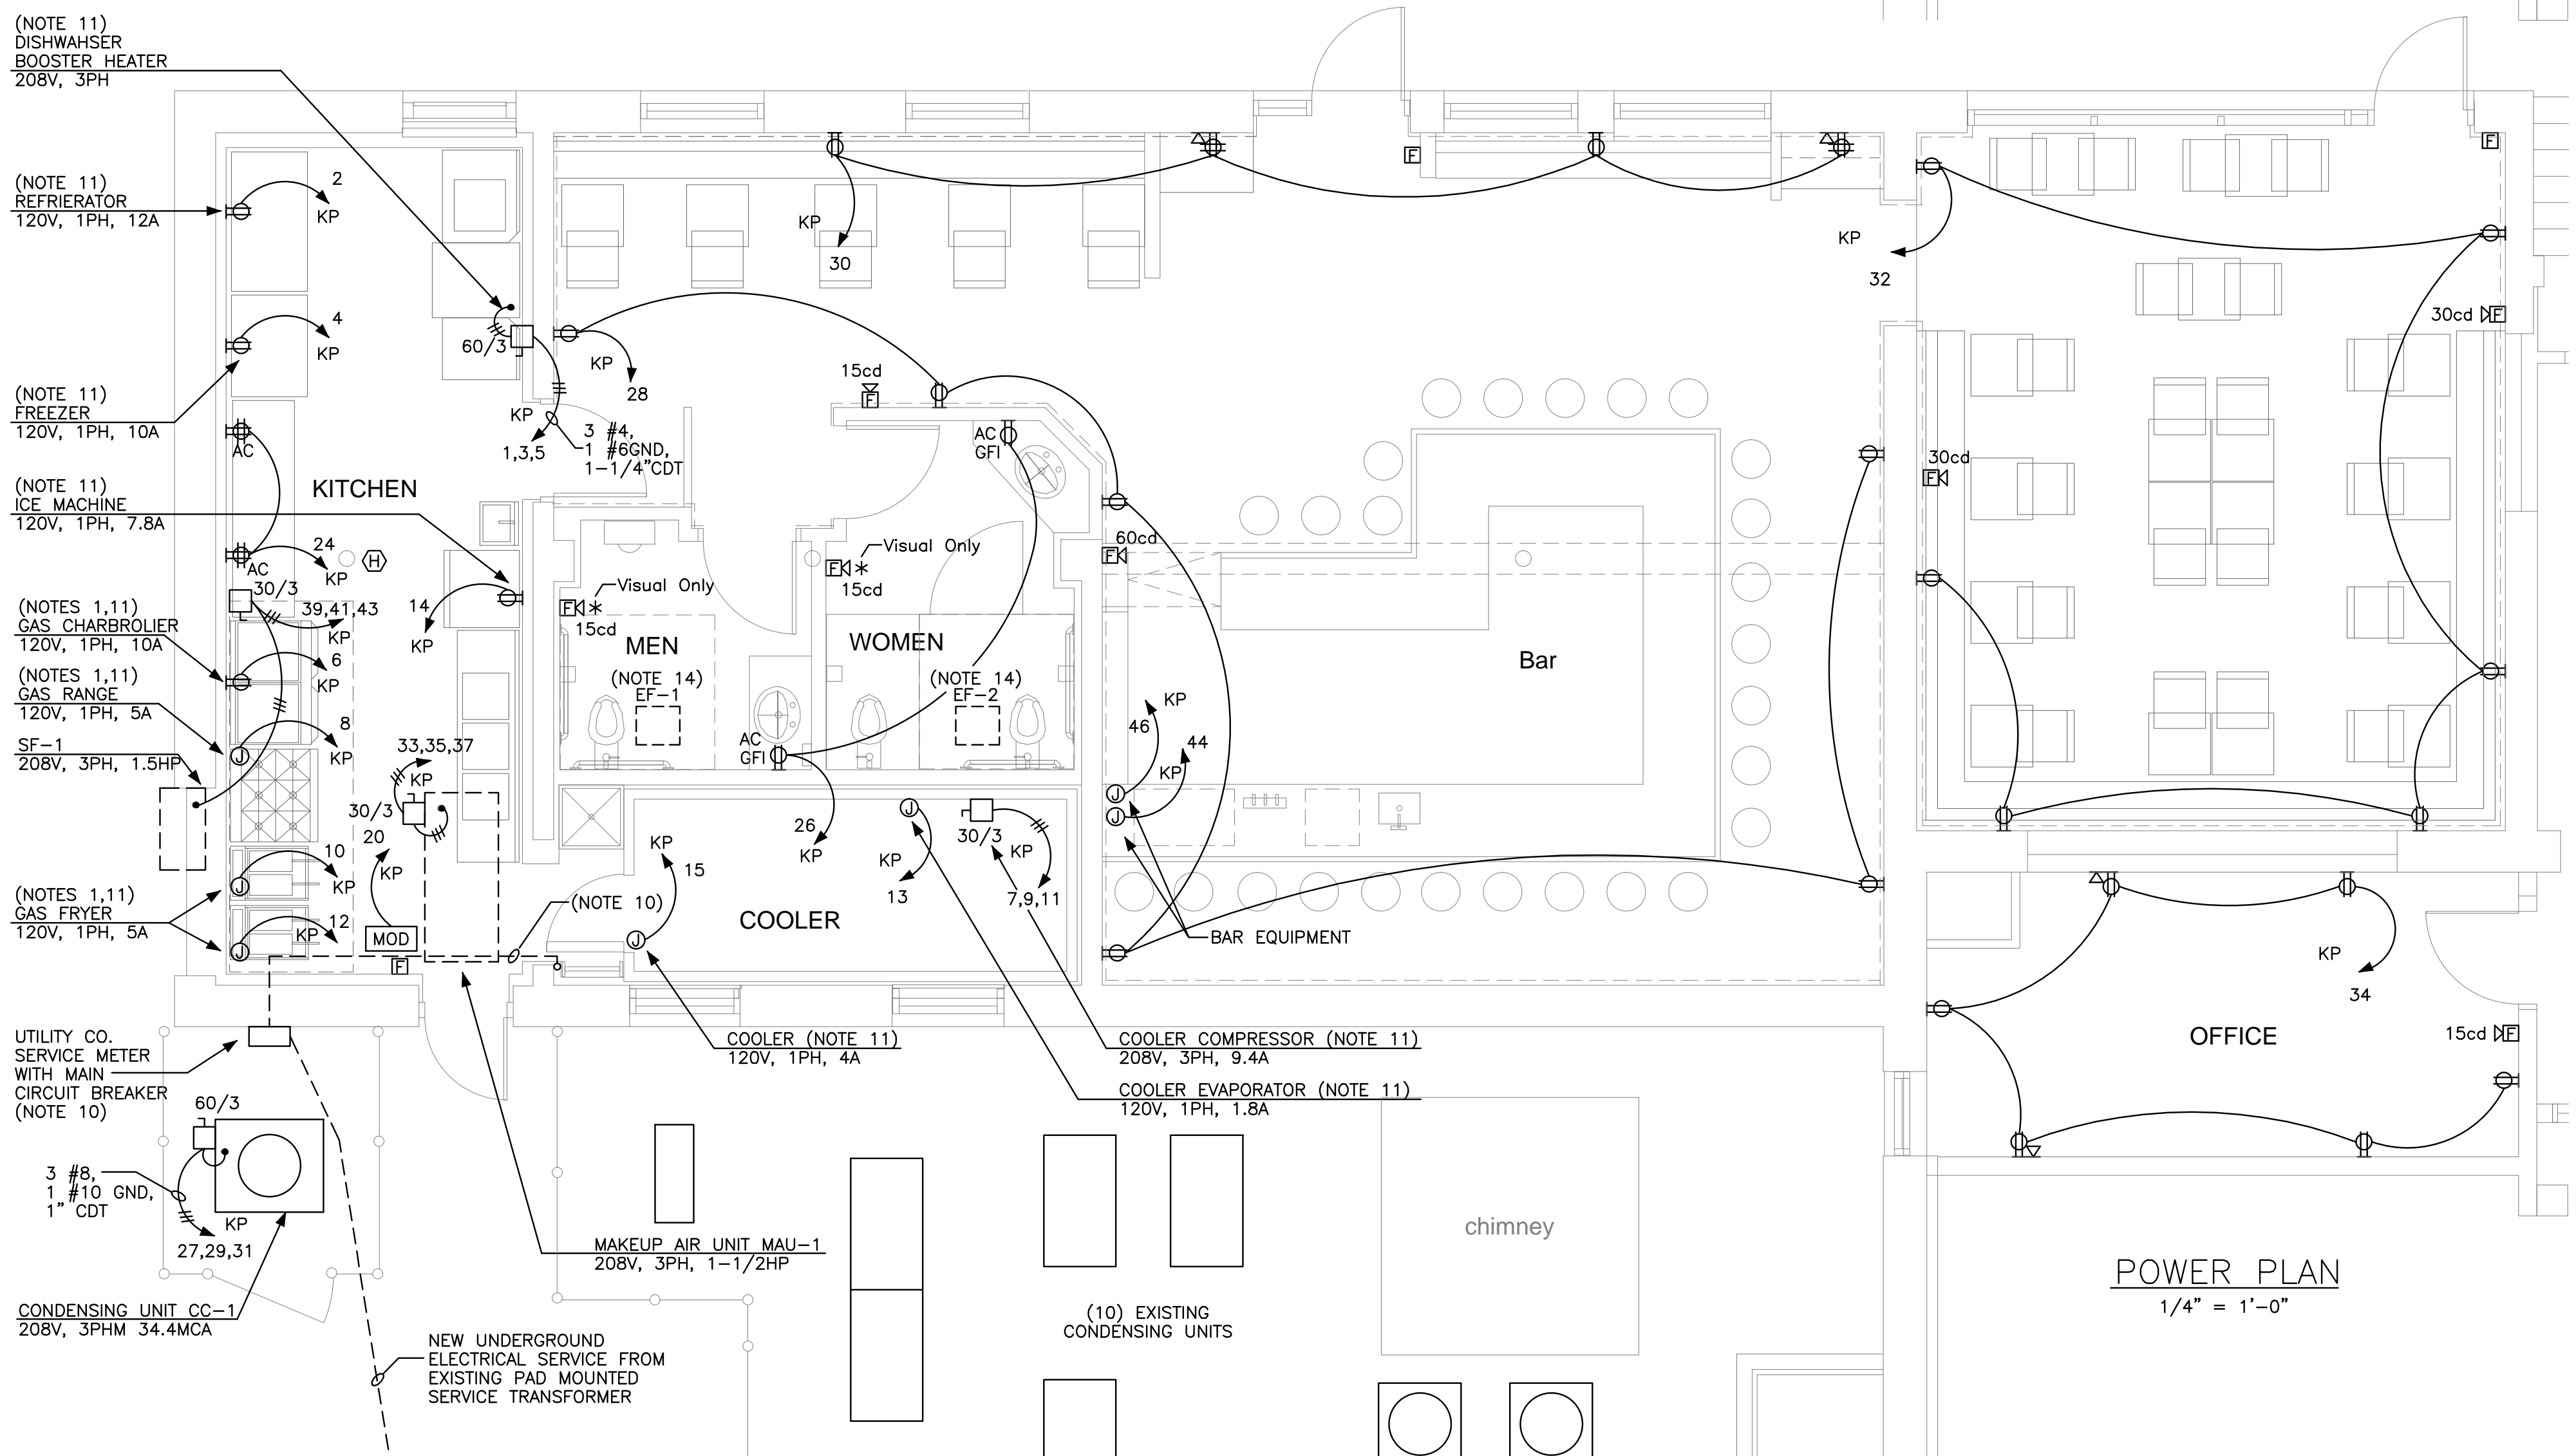 (NOTE 11)
DISHWAHSER
BOOSTER HEATER
208V, 3PH
(NOTE 11)
REFRIERATOR
120V, 1PH, 12A
2
KP
4
KP
(NOTE 11)
FREEZER
120V, 1PH, 10A
AC
(NOTE 11)
ICE MACHINE
120V, 1PH, 7.8A
KITCHEN
24
KP
H
AC
30/3
39,41,43
KP
(NOTES 1,11)
GAS CHARBROLIER
120V, 1PH, 10A
6
KP
(NOTES 1,11)
GAS RANGE
120V, 1PH, 5A
8
KP
J
SF-1
208V, 3PH, 1.5HP
33,35,37
KP
30/3
20
KP
10
KP
J
(NOTES 1,11)
GAS FRYER
120V, 1PH, 5A
12
KP
J
MOD
F
14
KP
60/3
KP
1,3,5
3 #4,
1 #6GND,
1-1/4"CDT
KP
28
KP
30
15cd
F
F
AC
GFI
Visual Only
F
15cd
Visual Only
F
15cd
MEN
(NOTE 14)
EF-1
WOMEN
(NOTE 14)
EF-2
AC
GFI
26
KP
KP
15
J
(NOTE 10)
COOLER
J
KP
13
30/3
KP
7,9,11
60cd
F
Bar
KP
46
44
KP
J
J
BAR EQUIPMENT
KP
32
F
30cd
F
30cd
F
KP
34
OFFICE
15cd
F
UTILITY CO.
SERVICE METER
WITH MAIN
CIRCUIT BREAKER
(NOTE 10)
COOLER (NOTE 11)
120V, 1PH, 4A
COOLER COMPRESSOR (NOTE 11)
208V, 3PH, 9.4A
COOLER EVAPORATOR (NOTE 11)
120V, 1PH, 1.8A
60/3
3 #8,
1 #10 GND,
1" CDT
KP
27,29,31
MAKEUP AIR UNIT MAU-1
208V, 3PH, 1-1/2HP
CONDENSING UNIT CC-1
208V, 3PHM 34.4MCA
NEW UNDERGROUND
ELECTRICAL SERVICE FROM
EXISTING PAD MOUNTED
SERVICE TRANSFORMER
(10) EXISTING
CONDENSING UNITS
chimney
POWER PLAN
1/4" = 1'-0"